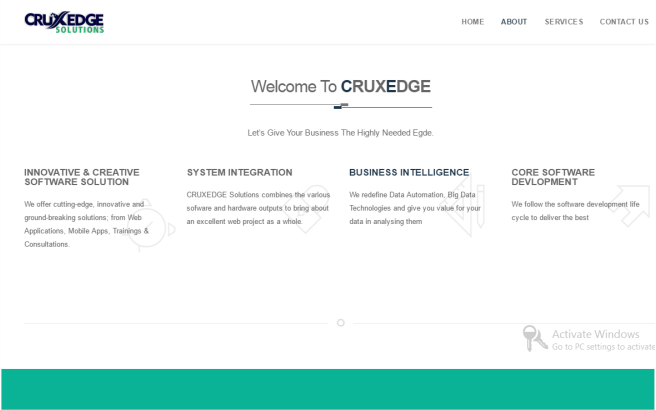 CRUXEDGE
SOLUTIONS
HOME ABOUT SERVICES CONTACT US
Welcome To CRUXEDGE
Let's Give Your Business The Highly Needed Egde.
INNOVATIVE & CREATIVE
SOFTWARE SOLUTION
We offer cutting-edge, innovative and
ground-breaking solutions; from Web
Applications, Mobile Apps, Trainings &
Consultations.
SYSTEM INTEGRATION
CRUXEDGE Solutions combines the various
sofware and hardware outputs to bring about
an excellent web project as a whole.
BUSINESS INTELLIGENCE
We redefine Data Automation, Big Data
Technologies and give you value for your
data in analysing them
CORE SOFTWARE
DEVLOPMENT
We follow the software development life
cycle to deliver the best
Activate Windows
Go to PC settings to activate